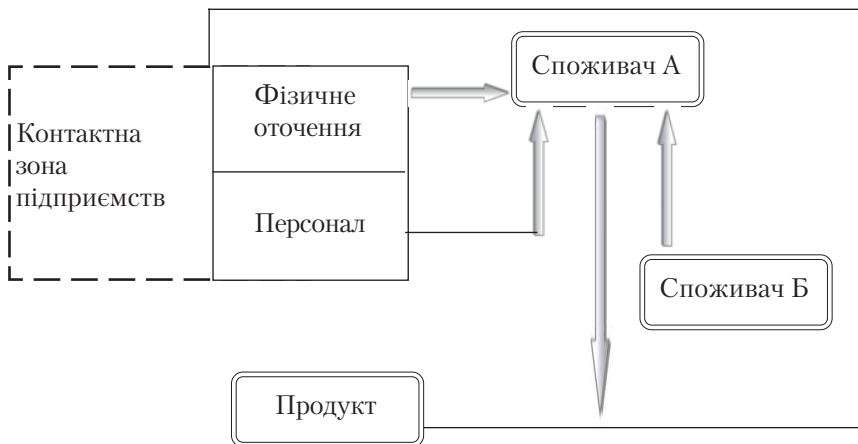 Контактна
зона
підприємств
Фізичне
оточення
Персонал
Споживач А
Споживач Б
Продукт